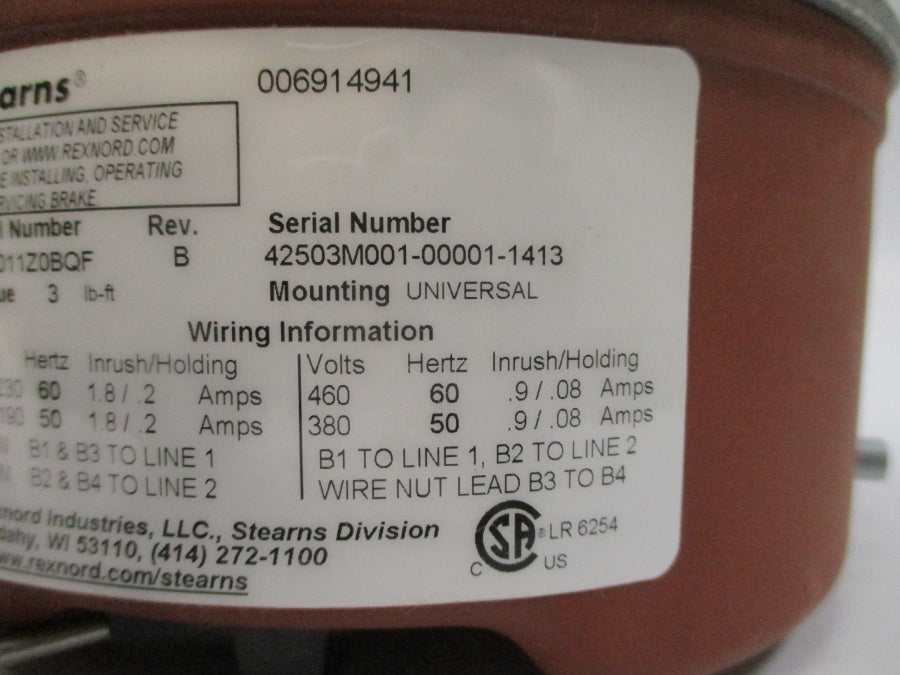 arns® 006914941
STALLATION AND SERVICE
OR WWW.REXNORD.COM
E INSTALLING, OPERATING
RVICING BRAKE.
l Number Rev. Serial Number
011Z0BQF B 42503M001-00001-1413
ue 3 lb-ft Mounting UNIVERSAL
Wiring Information
Hertz Inrush/Holding Volts Hertz Inrush/Holding
230 60 1.8 / .2 Amps 460 60 .9 / .08 Amps
190 50 1.8 / .2 Amps 380 50 .9 / .08 Amps
N B1 & B3 TO LINE 1 B1 TO LINE 1, B2 TO LINE 2
N B2 & B4 TO LINE 2 WIRE NUT LEAD B3 TO B4
nord Industries, LLC., Stearns Division
dahy, WI 53110, (414) 272-1100
www.rexnord.com/stearns
C SA ® LR 6254
C US